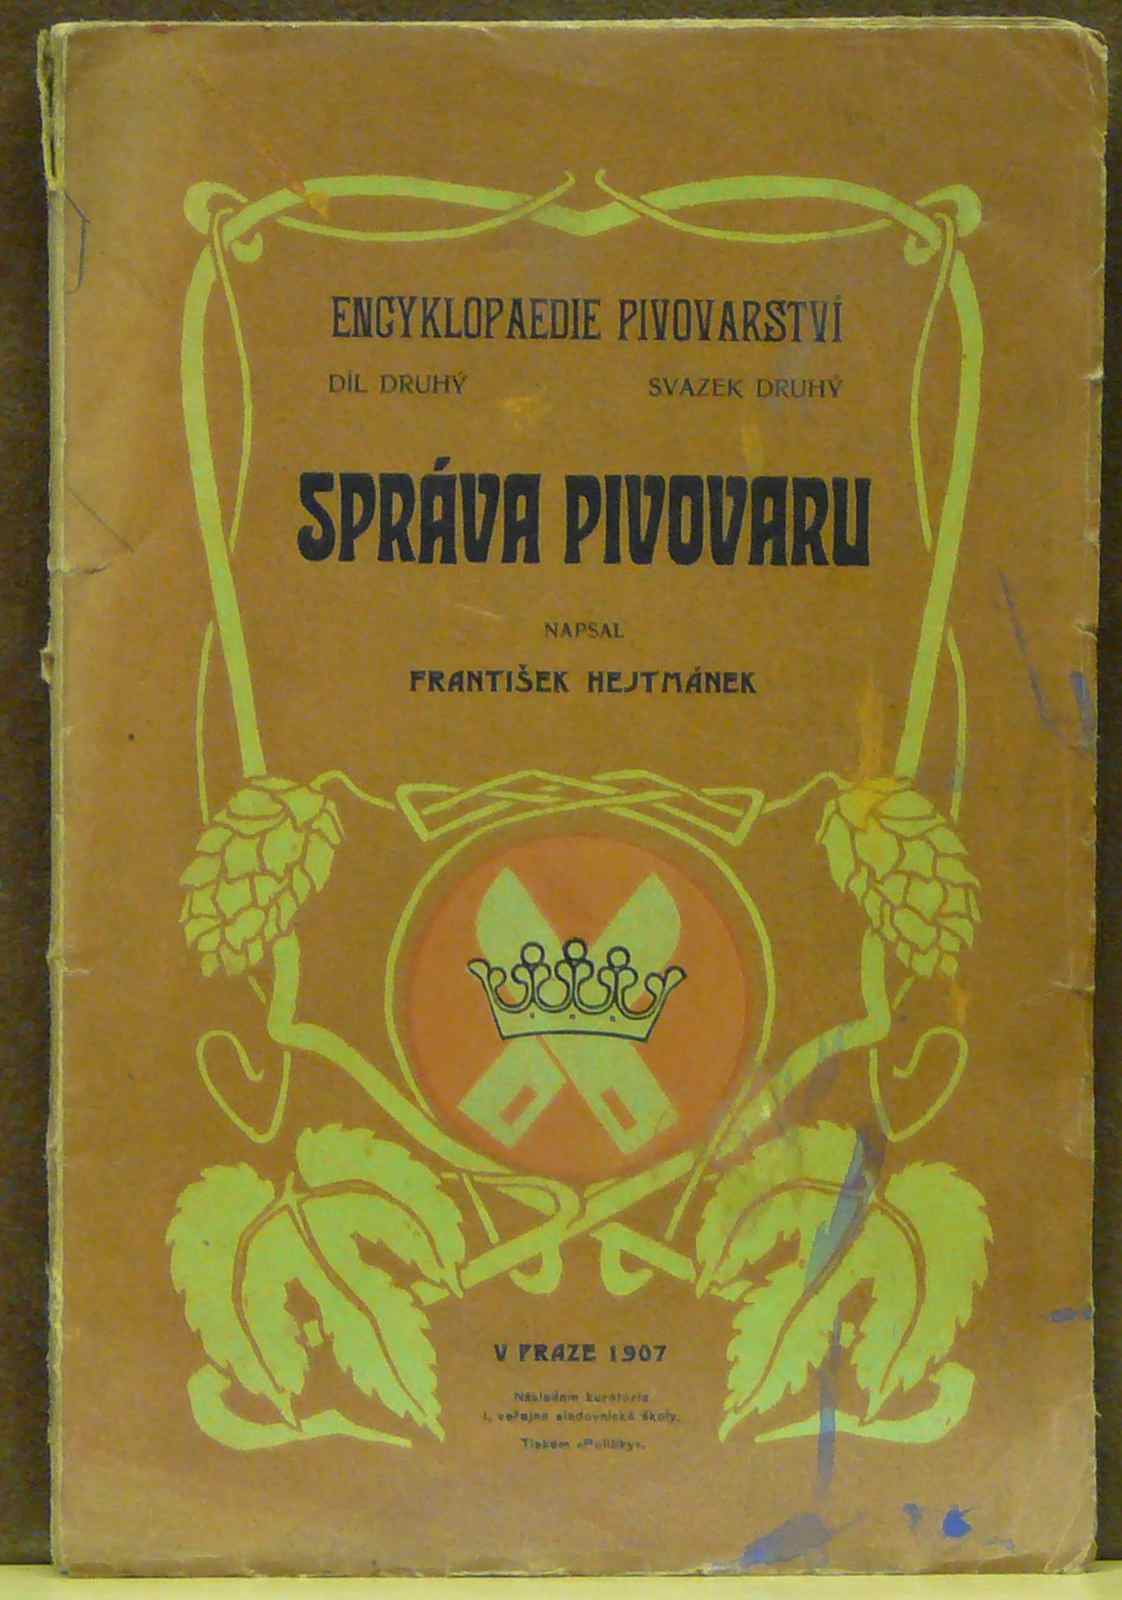 ENCYKLOPAEDIE PIVOVARSTVÍ
DÍL DRUHÝ SVAZEK DRUHÝ
SPRÁVA PIVOVARU
NAPSAL
FRANTIŠEK HEJTMÁNEK
V PRAZE 1907
Nákladem kuratoria
I. veřejné sladovnické školy.
Tiskem «Politiky».